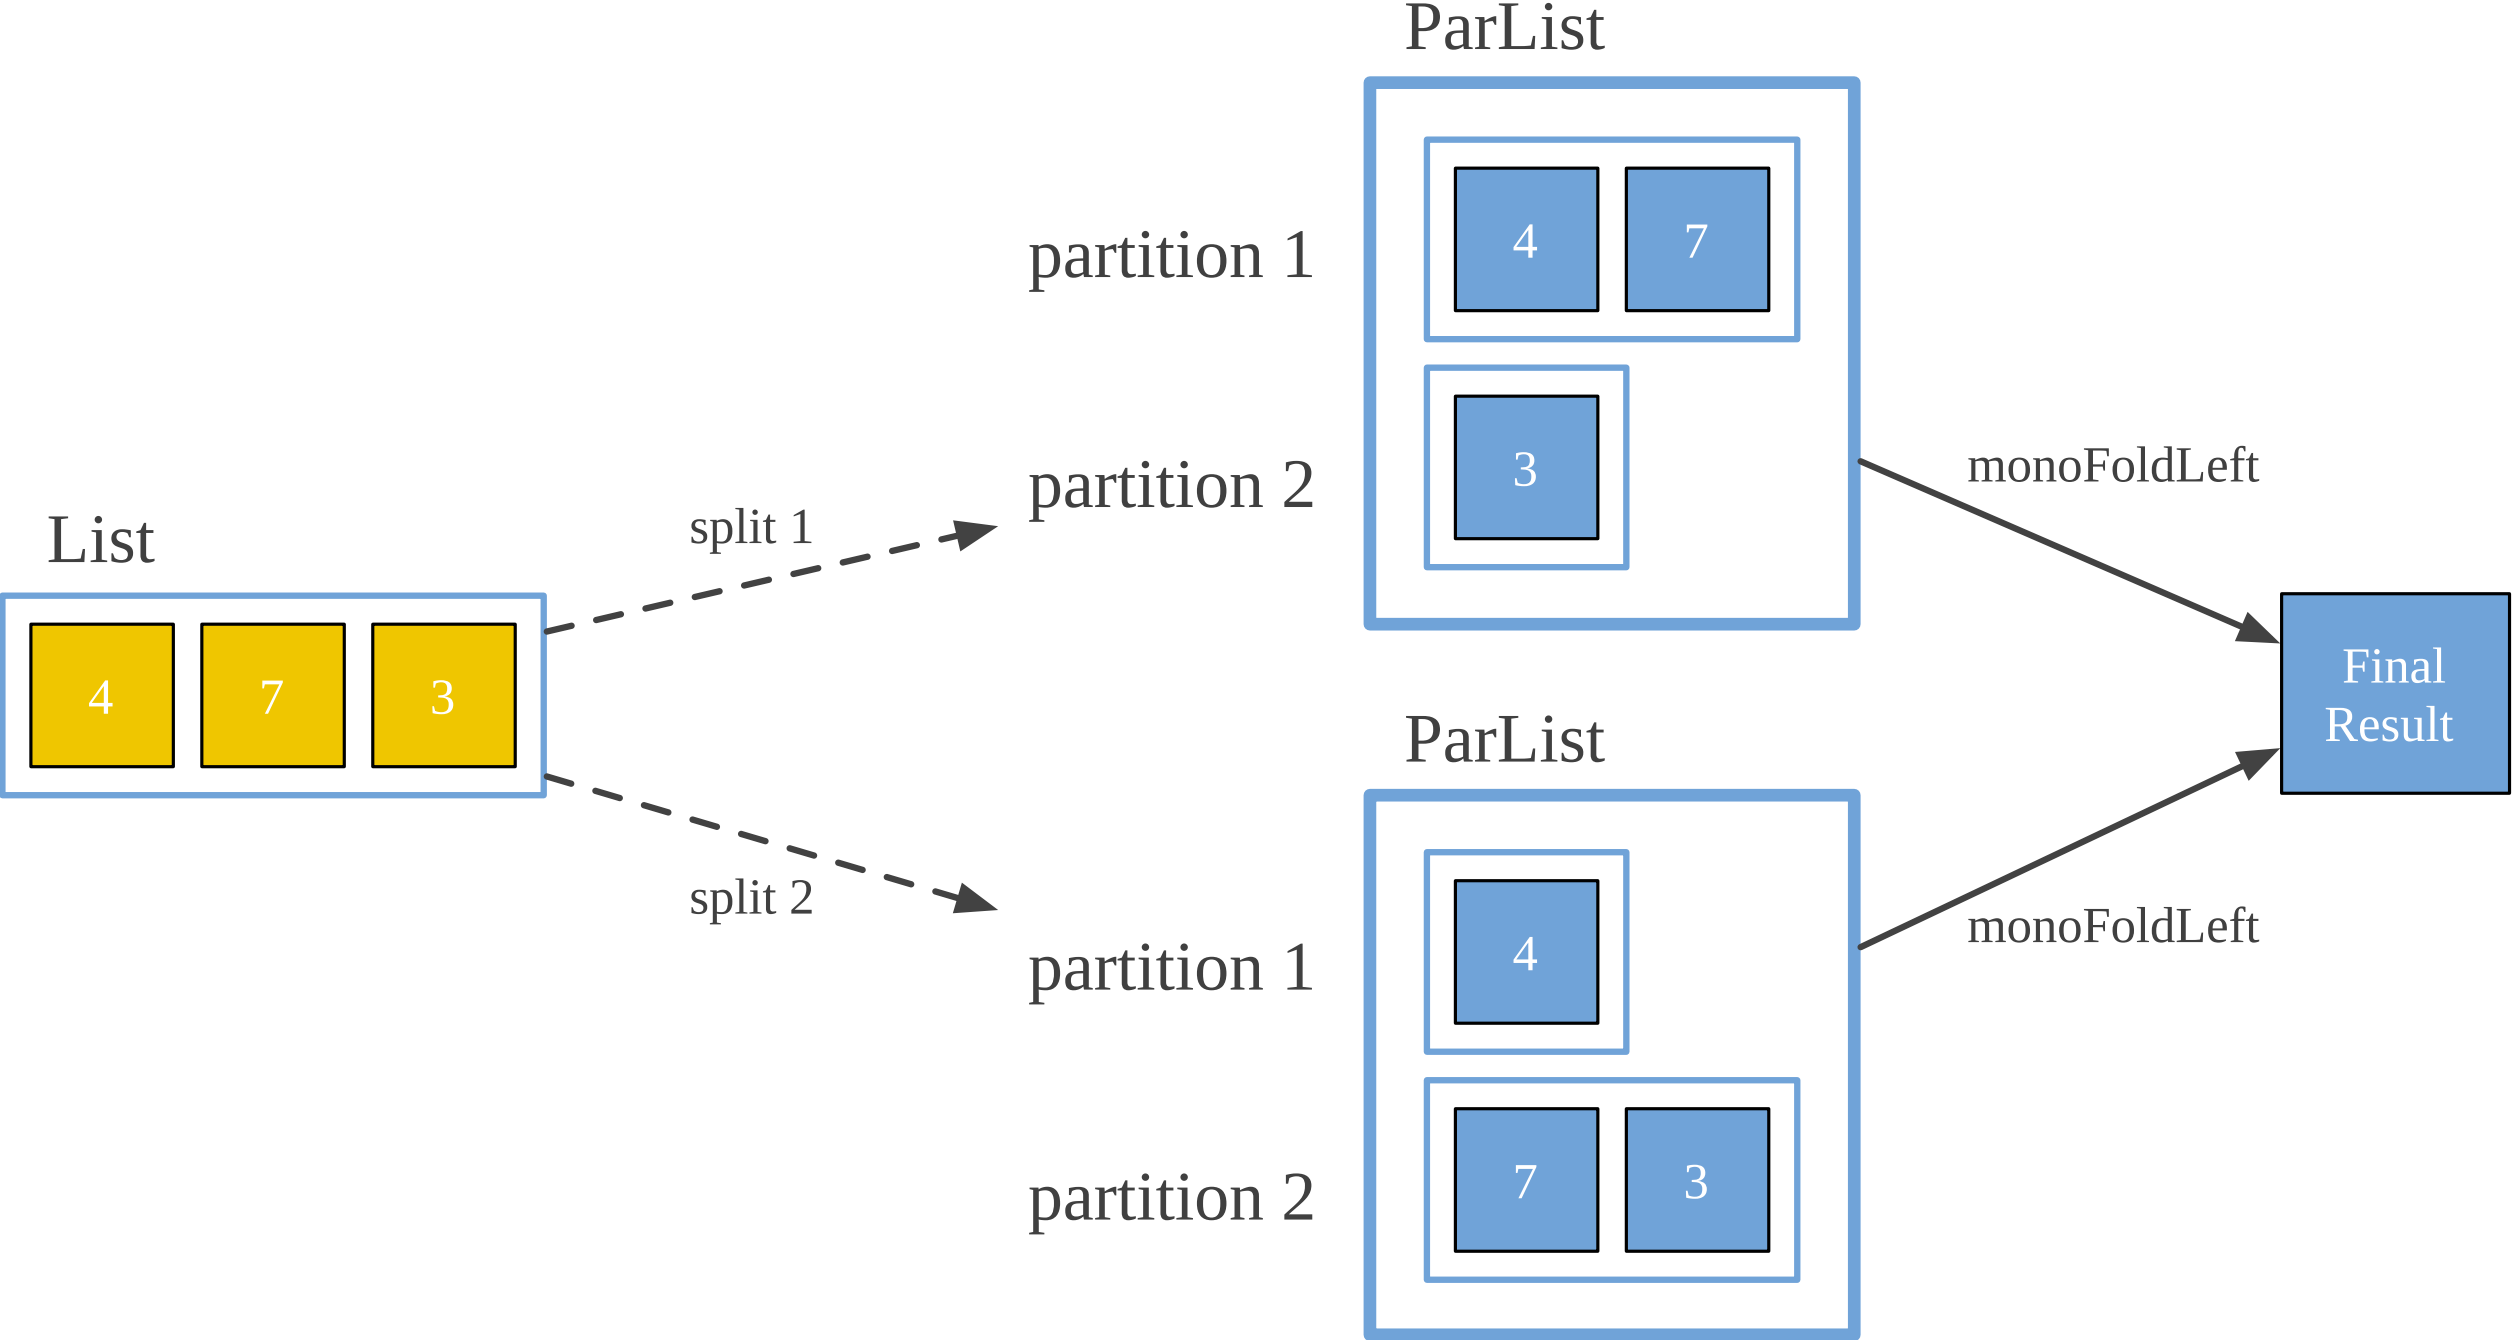 ParList
4 7
partition 1
3
partition 2
monoFoldLeft
List
split 1
4 7 3
Final
Result
ParList
split 2
monoFoldLeft
4
partition 1
7 3
partition 2